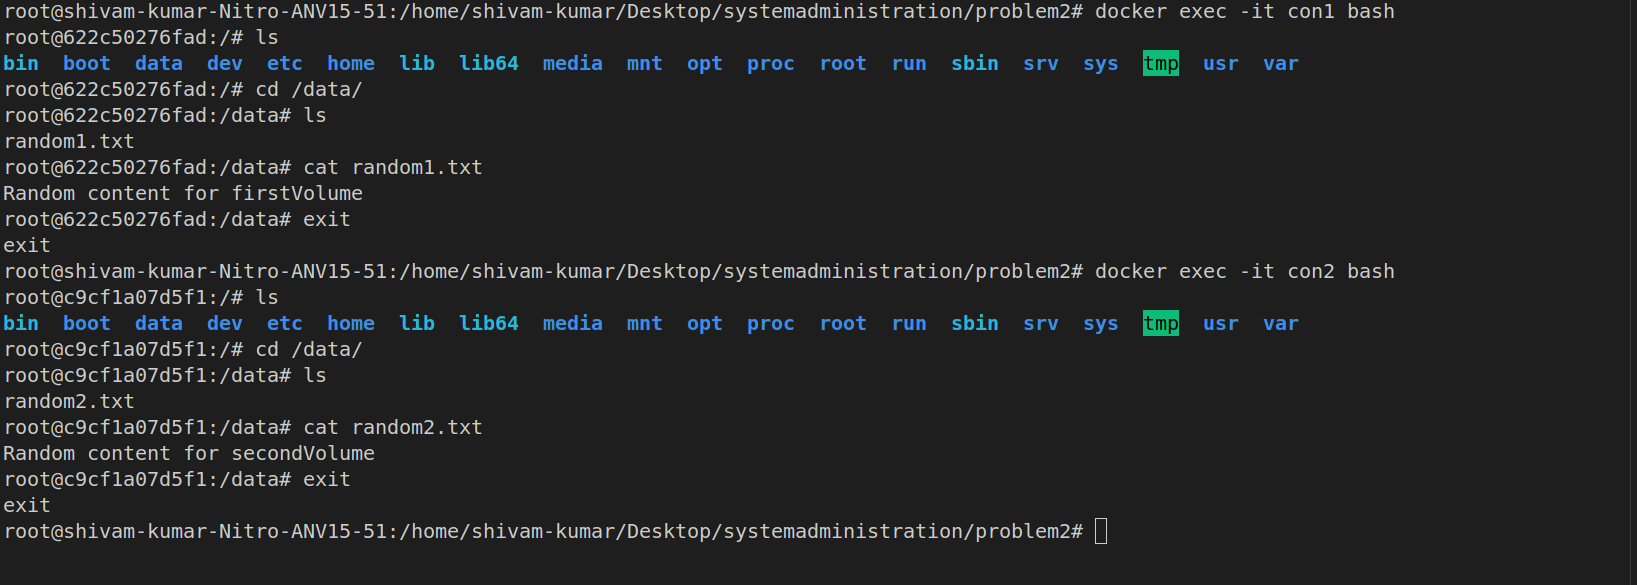 root@shivam-kumar-Nitro-ANV15-51:/home/shivam-kumar/Desktop/systemadministration/problem2# docker exec -it con1 bash
root@622c50276fad:/# ls
bin  boot  data  dev  etc  home  lib  lib64  media  mnt  opt  proc  root  run  sbin  srv  sys  tmp  usr  var
root@622c50276fad:/# cd /data/
root@622c50276fad:/data# ls
random1.txt
root@622c50276fad:/data# cat random1.txt
Random content for firstVolume
root@622c50276fad:/data# exit
exit
root@shivam-kumar-Nitro-ANV15-51:/home/shivam-kumar/Desktop/systemadministration/problem2# docker exec -it con2 bash
root@c9cf1a07d5f1:/# ls
bin  boot  data  dev  etc  home  lib  lib64  media  mnt  opt  proc  root  run  sbin  srv  sys  tmp  usr  var
root@c9cf1a07d5f1:/# cd /data/
root@c9cf1a07d5f1:/data# ls
random2.txt
root@c9cf1a07d5f1:/data# cat random2.txt
Random content for secondVolume
root@c9cf1a07d5f1:/data# exit
exit
root@shivam-kumar-Nitro-ANV15-51:/home/shivam-kumar/Desktop/systemadministration/problem2#